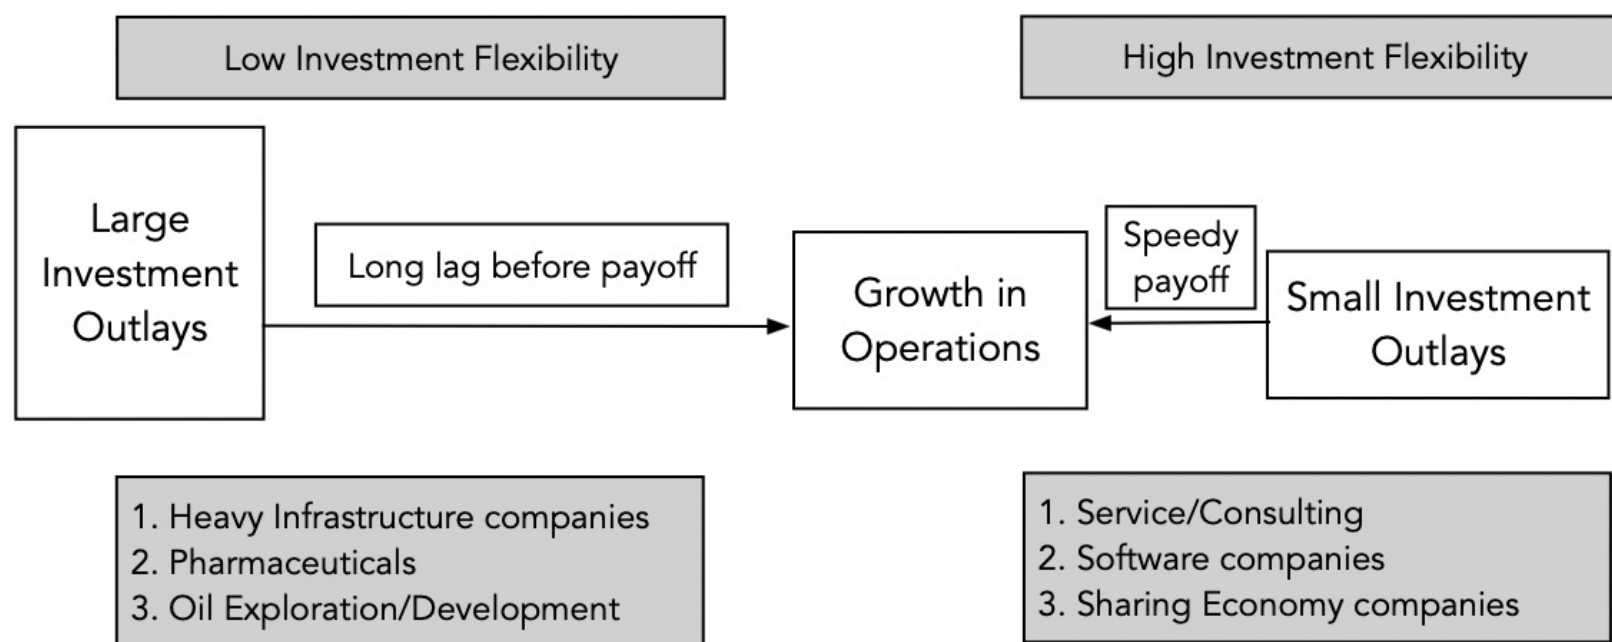 Low Investment Flexibility
High Investment Flexibility
Large
Investment
Outlays
Long lag before payoff
Growth in
Operations
Speedy
payoff
Small Investment
Outlays
1. Heavy Infrastructure companies
2. Pharmaceuticals
3. Oil Exploration/Development
1. Service/Consulting
2. Software companies
3. Sharing Economy companies